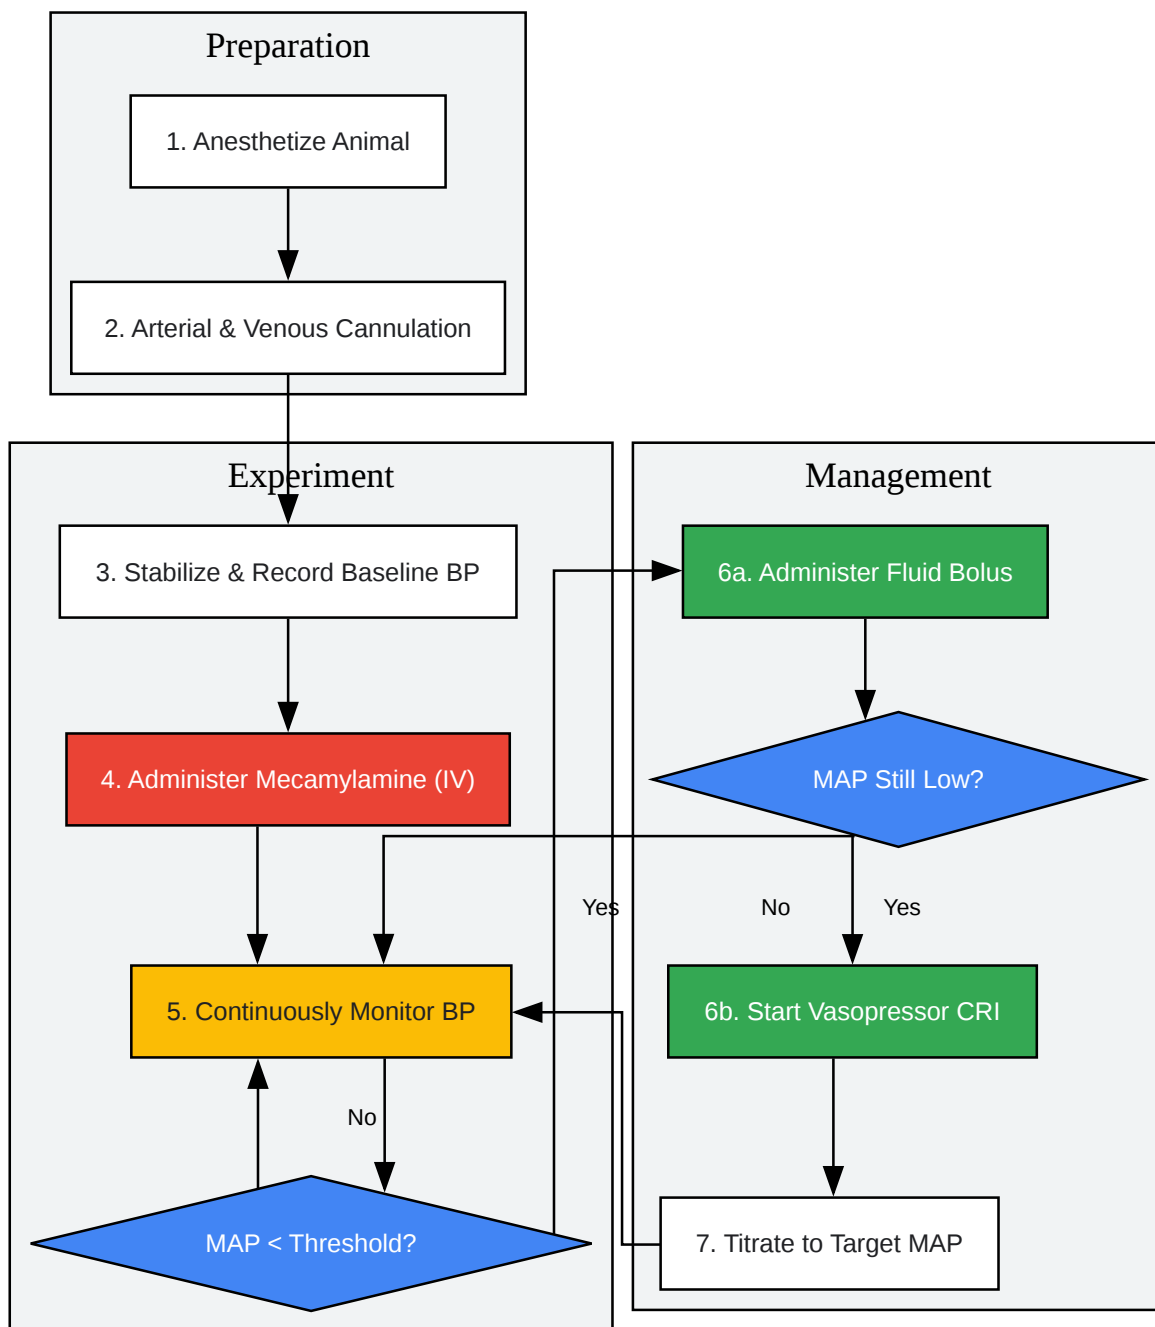 Preparation
1. Anesthetize Animal
2. Arterial & Venous Cannulation
Experiment
3. Stabilize & Record Baseline BP
4. Administer Mecamylamine (IV)
5. Continuously Monitor BP
No
MAP < Threshold?
Yes
Management
6a. Administer Fluid Bolus
MAP Still Low?
No
Yes
6b. Start Vasopressor CRI
7. Titrate to Target MAP